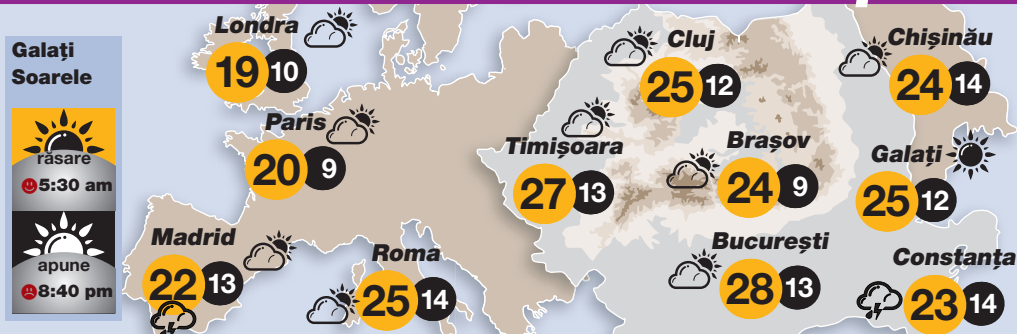 Galați
Soarele
răsare
5:30 am
apune
8:40 pm
Londra
19 10
Paris
20 9
Madrid
22 13
Roma
25 14
Timișoara
27 13
Cluj
25 12
Brașov
24 9
București
28 13
Chișinău
24 14
Galați
25 12
Constanța
23 14